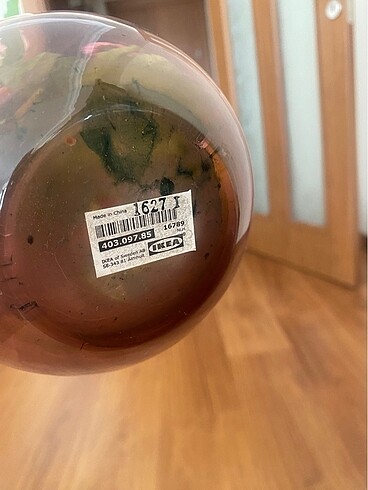 Made in China 1627 I
403.097.85 16789
IKEA of Sweden AB IKEA
SE-343 81 Älmhult